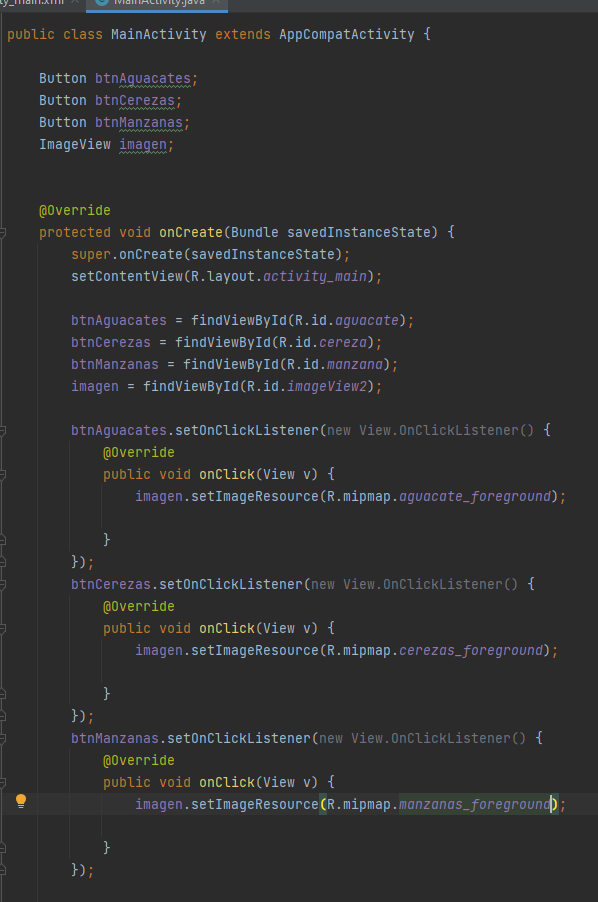 ty_main.xml MainActivity.java
public class MainActivity extends AppCompatActivity {
Button btnAguacates;
Button btnCerezas;
Button btnManzanas;
ImageView imagen;
@Override
protected void onCreate(Bundle savedInstanceState) {
super.onCreate(savedInstanceState);
setContentView(R.layout.activity_main);
btnAguacates = findViewById(R.id.aguacate);
btnCerezas = findViewById(R.id.cereza);
btnManzanas = findViewById(R.id.manzana);
imagen = findViewById(R.id.imageView2);
btnAguacates.setOnClickListener(new View.OnClickListener() {
@Override
public void onClick(View v) {
imagen.setImageResource(R.mipmap.aguacate_foreground);
}
});
btnCerezas.setOnClickListener(new View.OnClickListener() {
@Override
public void onClick(View v) {
imagen.setImageResource(R.mipmap.cerezas_foreground);
}
});
btnManzanas.setOnClickListener(new View.OnClickListener() {
@Override
public void onClick(View v) {
imagen.setImageResource(R.mipmap.manzanas_foreground);
}
});